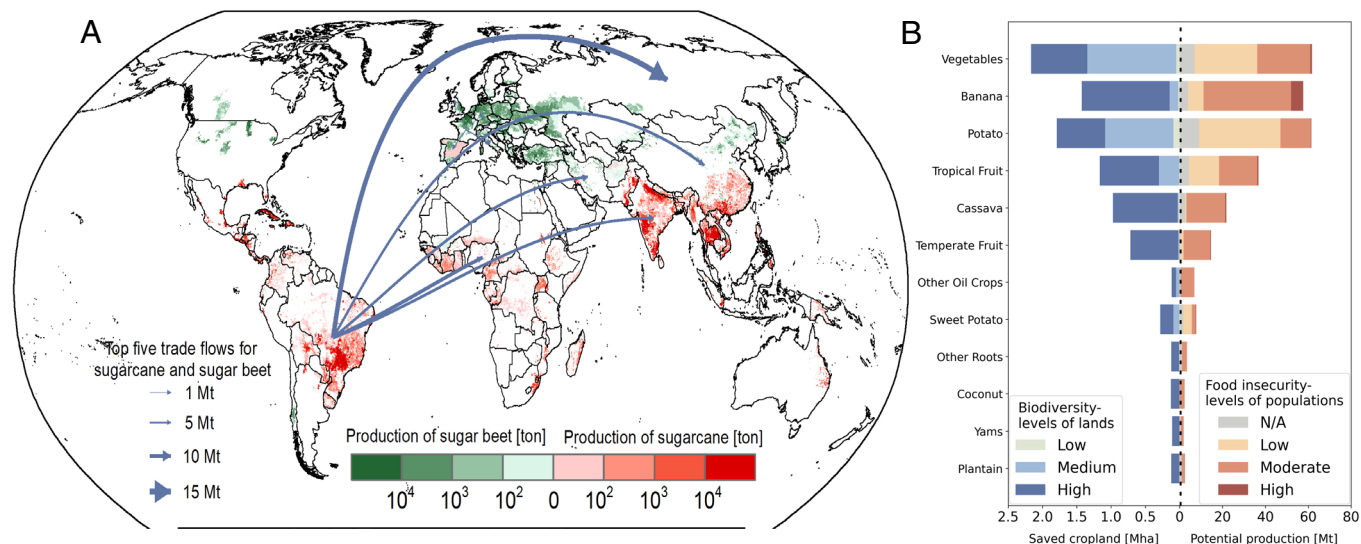 A
Top five trade flows for
sugarcane and sugar beet
1 Mt
5 Mt
10 Mt
15 Mt
Production of sugar beet [ton]
Production of sugarcane [ton]
10⁴ 10³ 10² 0 10² 10³ 10⁴
B
Vegetables
Banana
Potato
Tropical Fruit
Cassava
Temperate Fruit
Other Oil Crops
Sweet Potato
Other Roots
Coconut
Yams
Plantain
Biodiversity-
levels of lands
Low
Medium
High
Food insecurity-
levels of populations
N/A
Low
Moderate
High
2.5 2.0 1.5 1.0 0.5 0 20 40 60 80
Saved cropland [Mha]
Potential production [Mt]